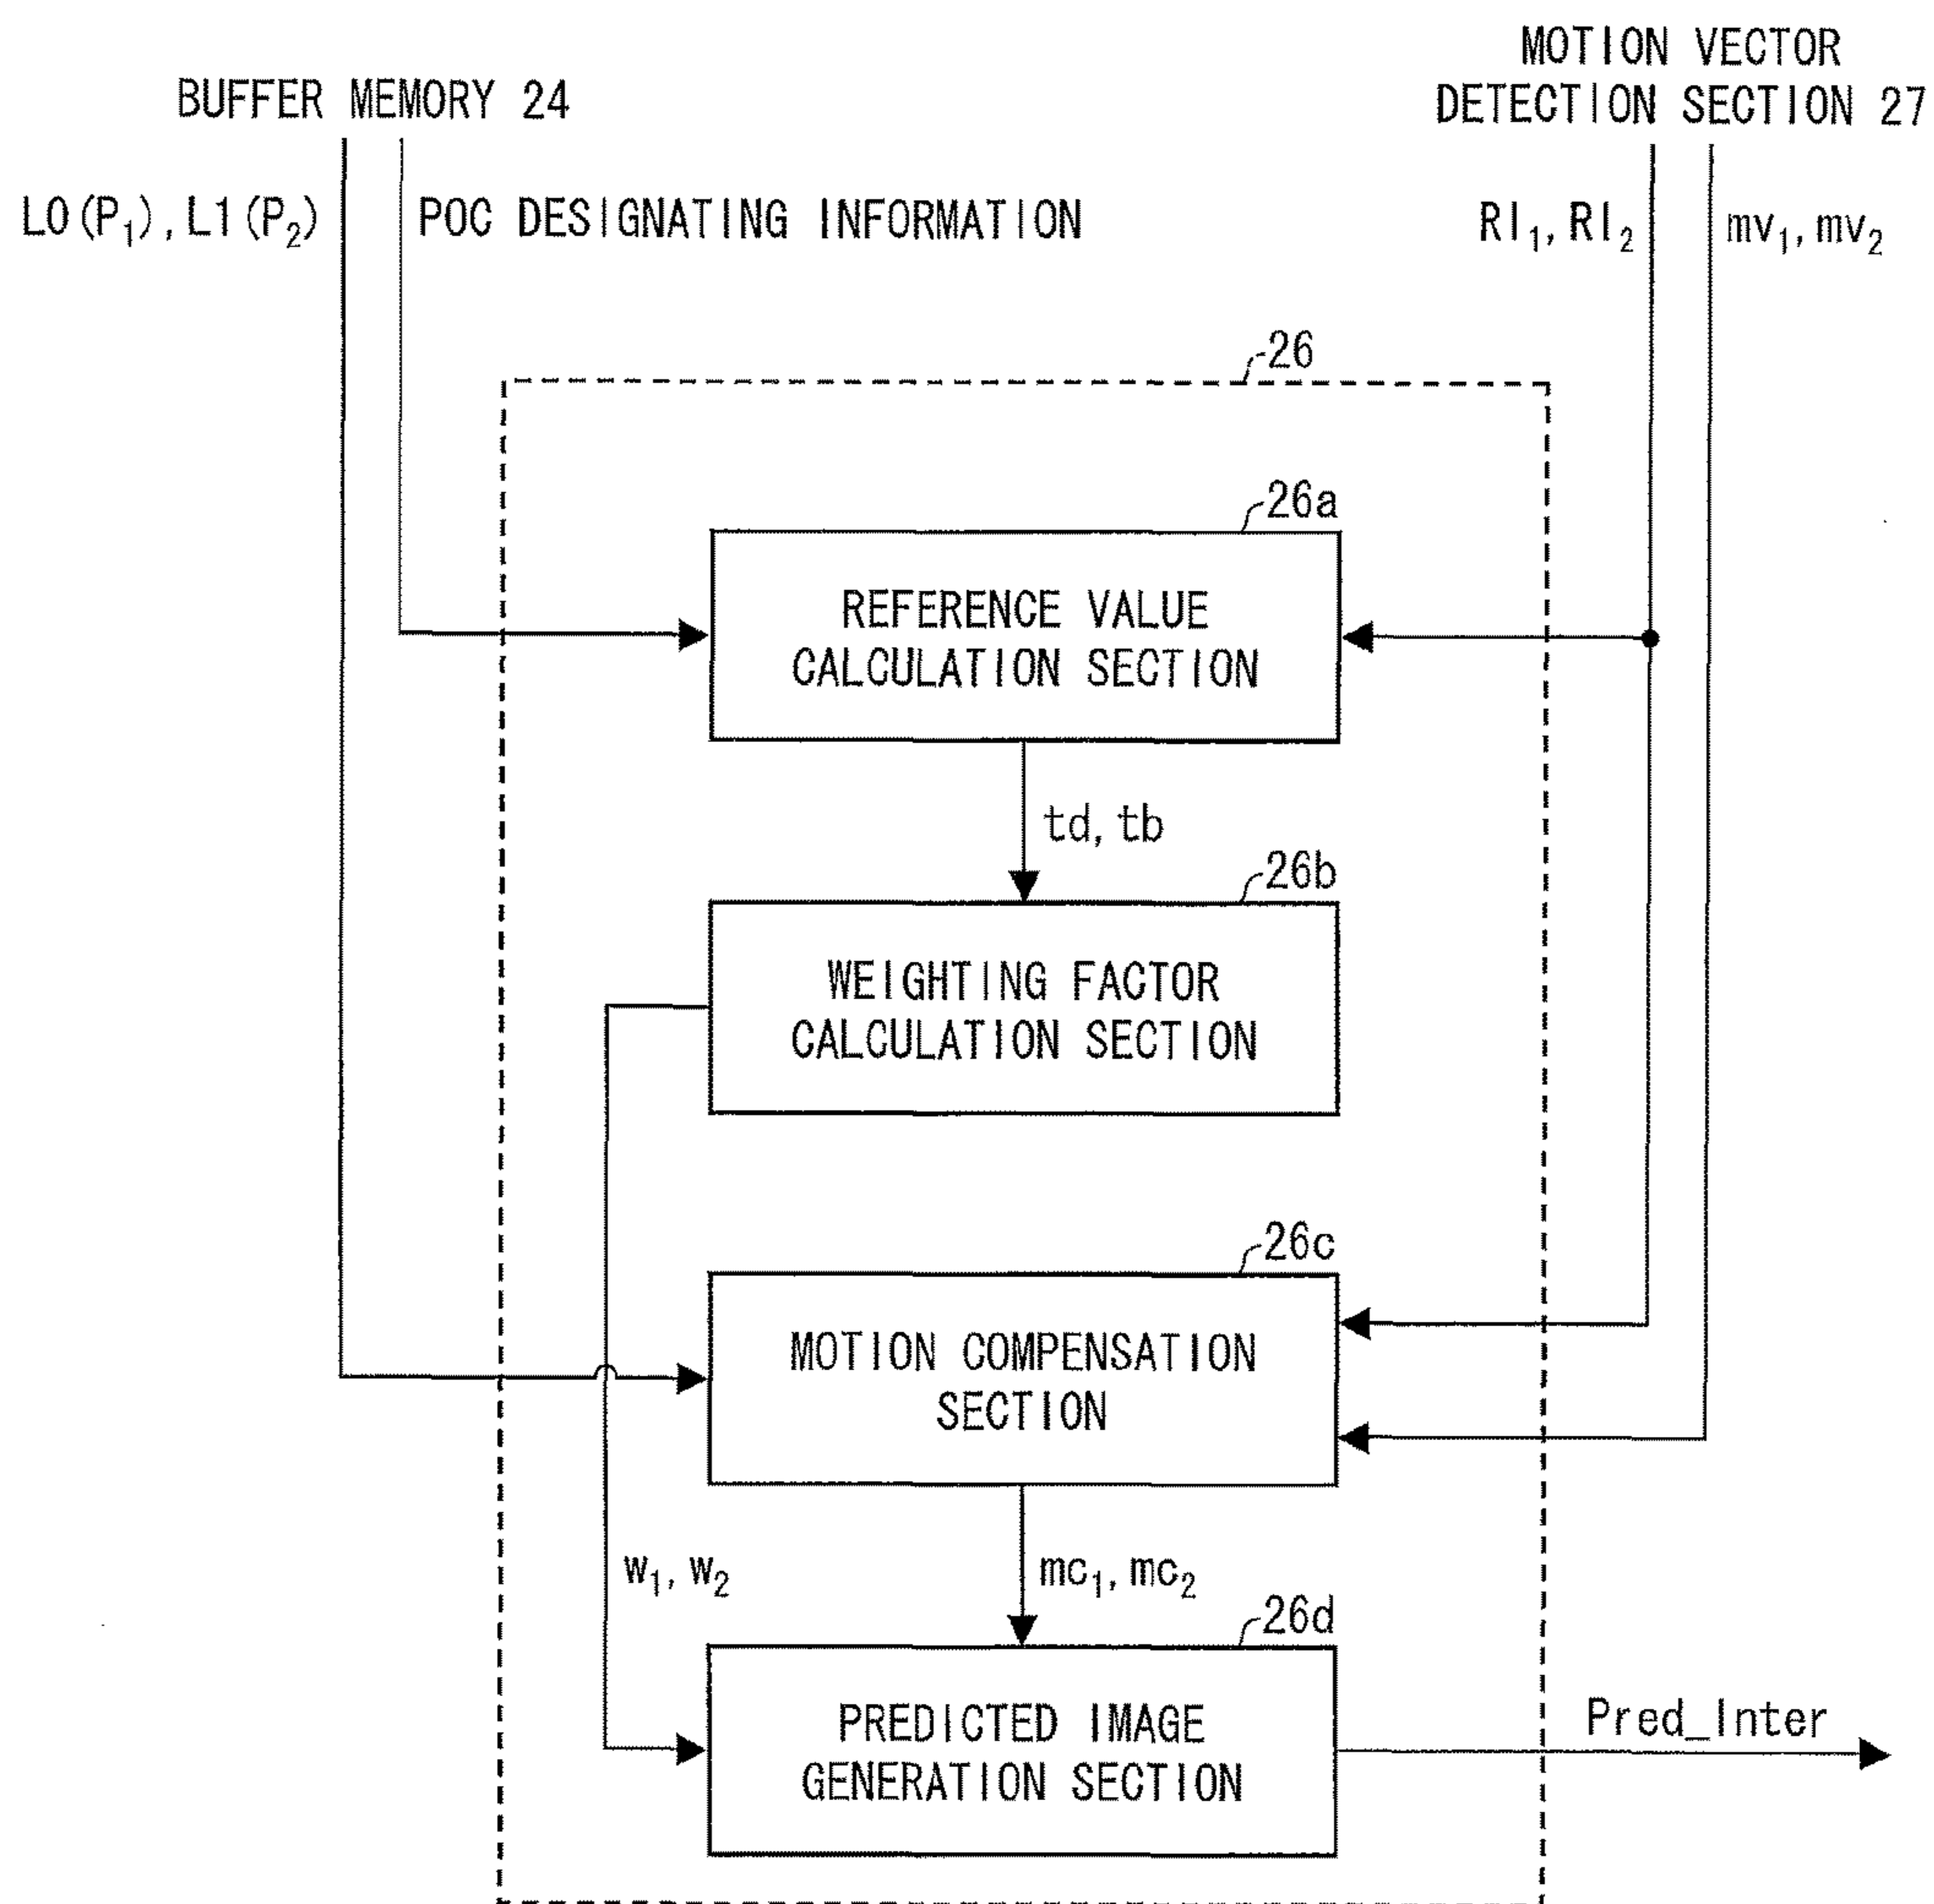 MOTION VECTOR
DETECTION SECTION 27
BUFFER MEMORY 24
L0(P₁), L1(P₂)
POC DESIGNATING INFORMATION
RI₁, RI₂
mv₁, mv₂
26
26a
REFERENCE VALUE
CALCULATION SECTION
td, tb
26b
WEIGHTING FACTOR
CALCULATION SECTION
26c
MOTION COMPENSATION
SECTION
w₁, w₂
mc₁, mc₂
26d
PREDICTED IMAGE
GENERATION SECTION
Pred_Inter